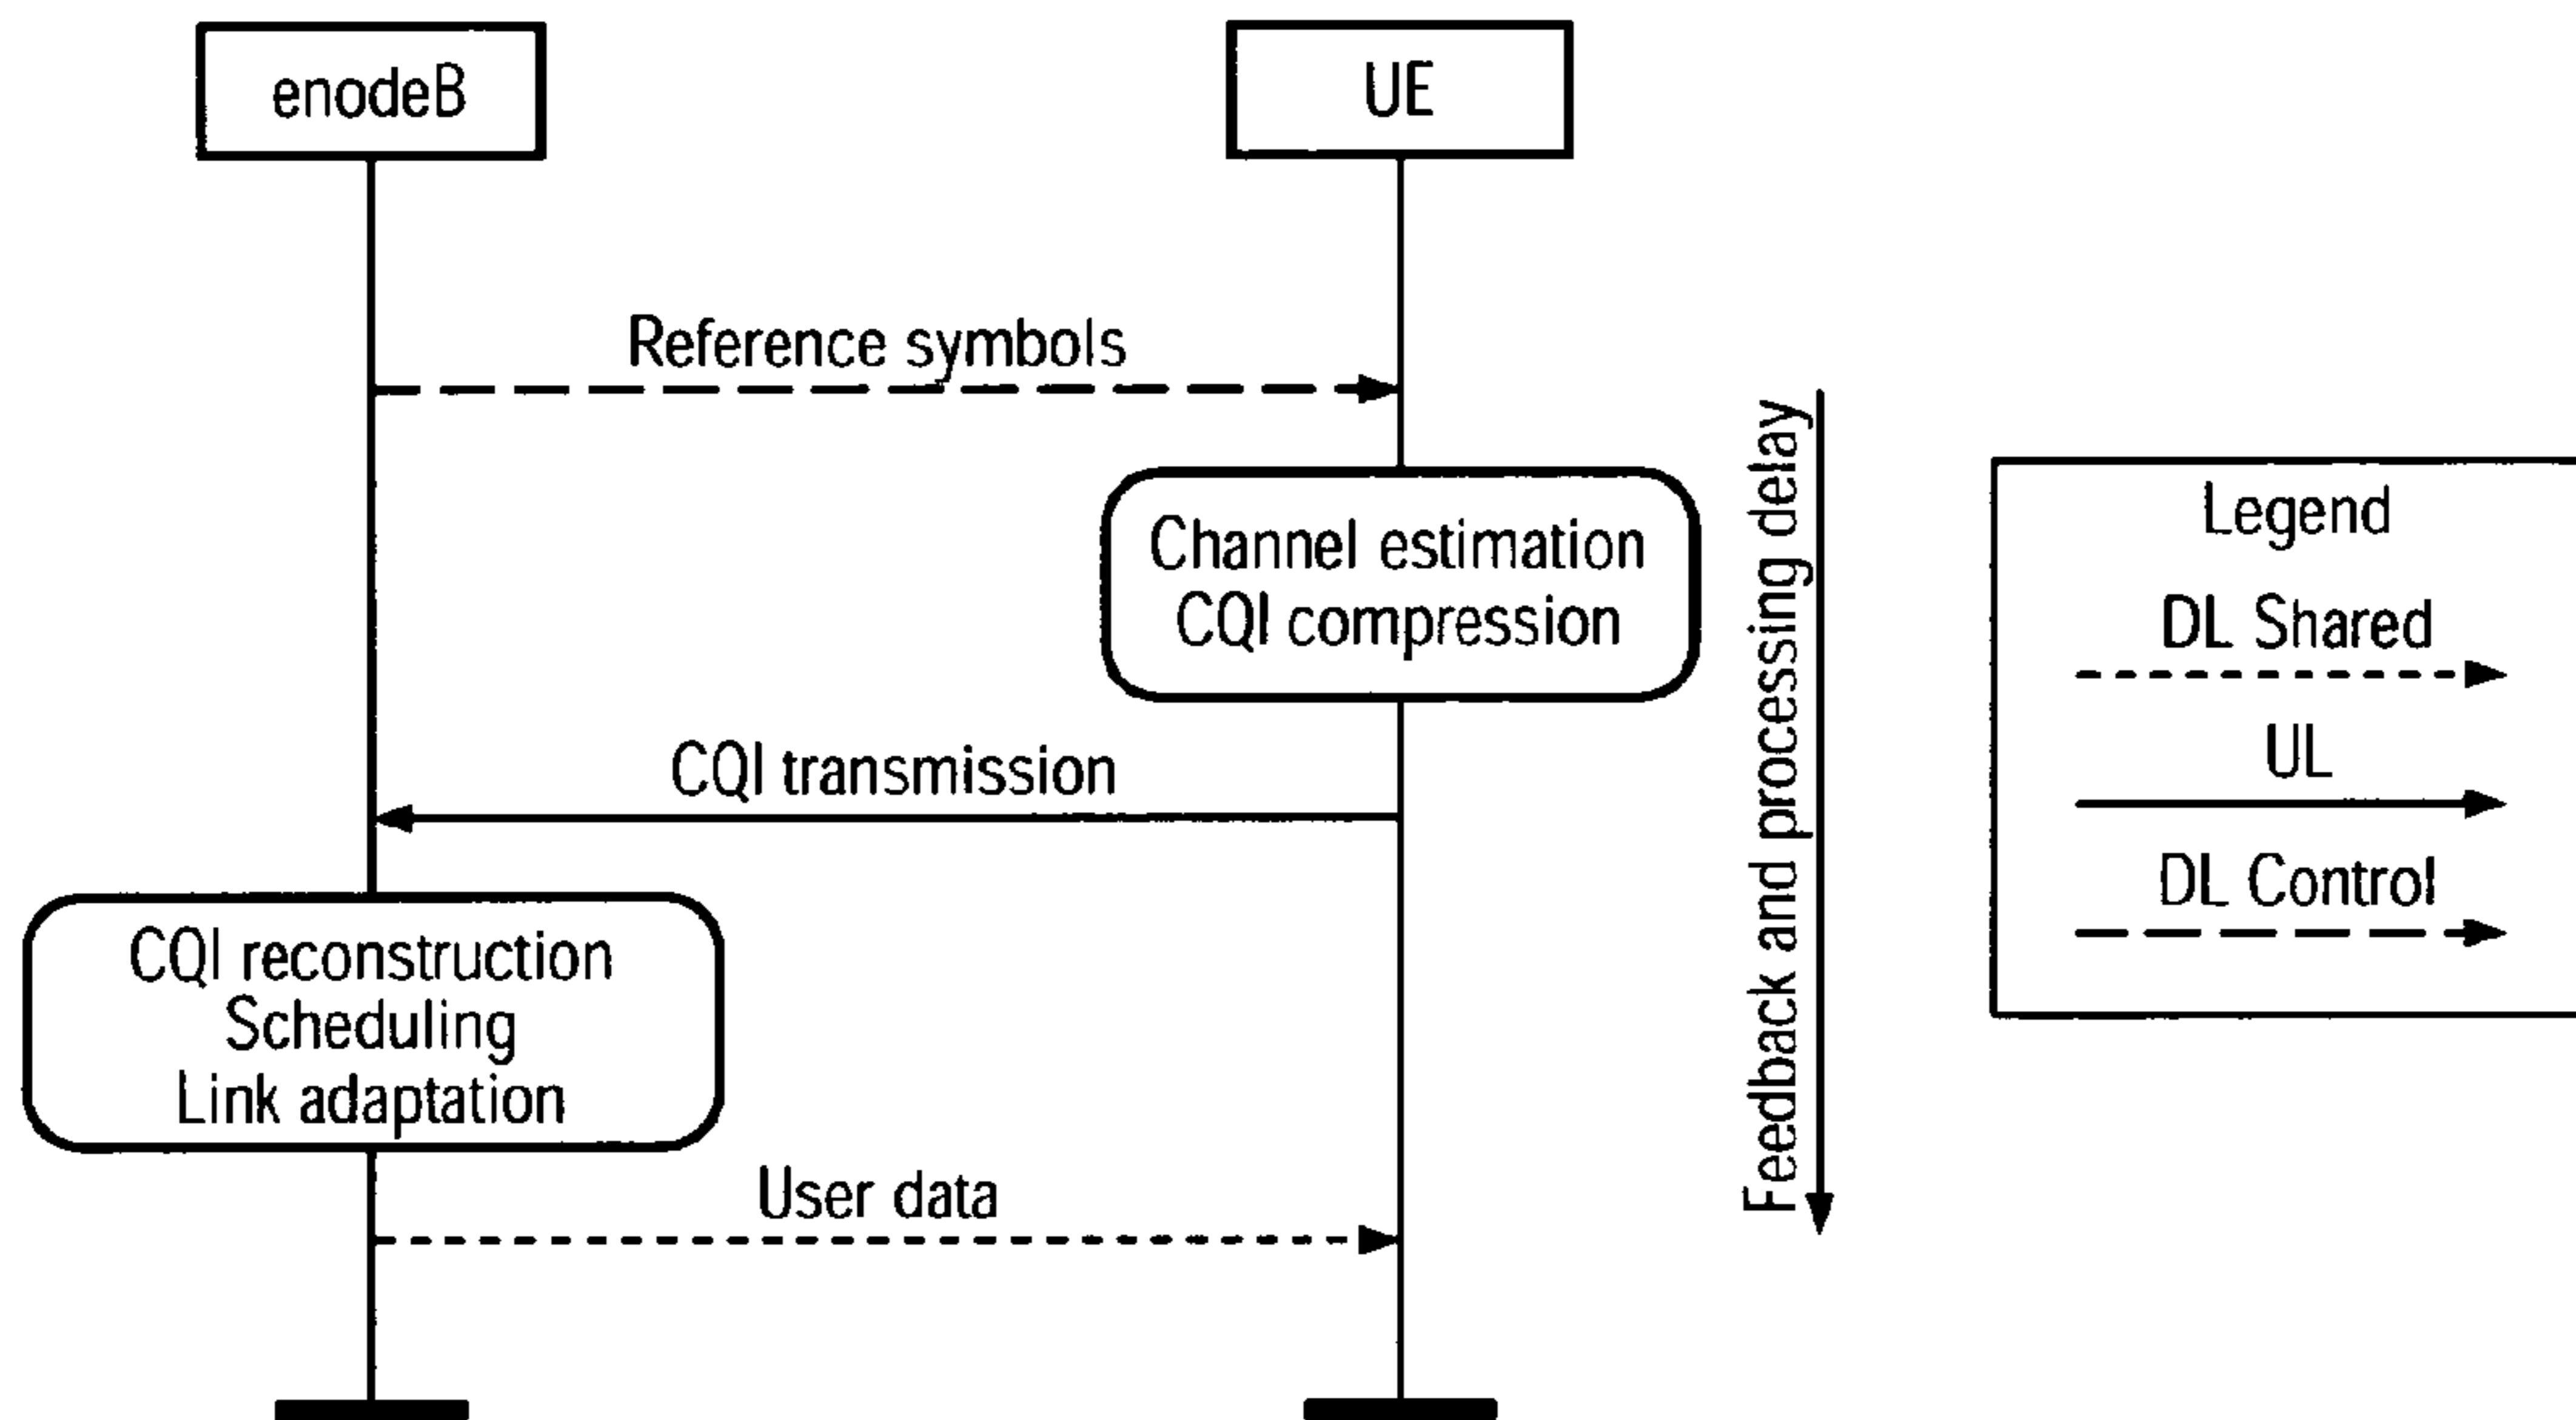 enodeB
UE
Reference symbols
Channel estimation
CQI compression
CQI transmission
CQI reconstruction
Scheduling
Link adaptation
User data
Feedback and processing delay
Legend
DL Shared
UL
DL Control